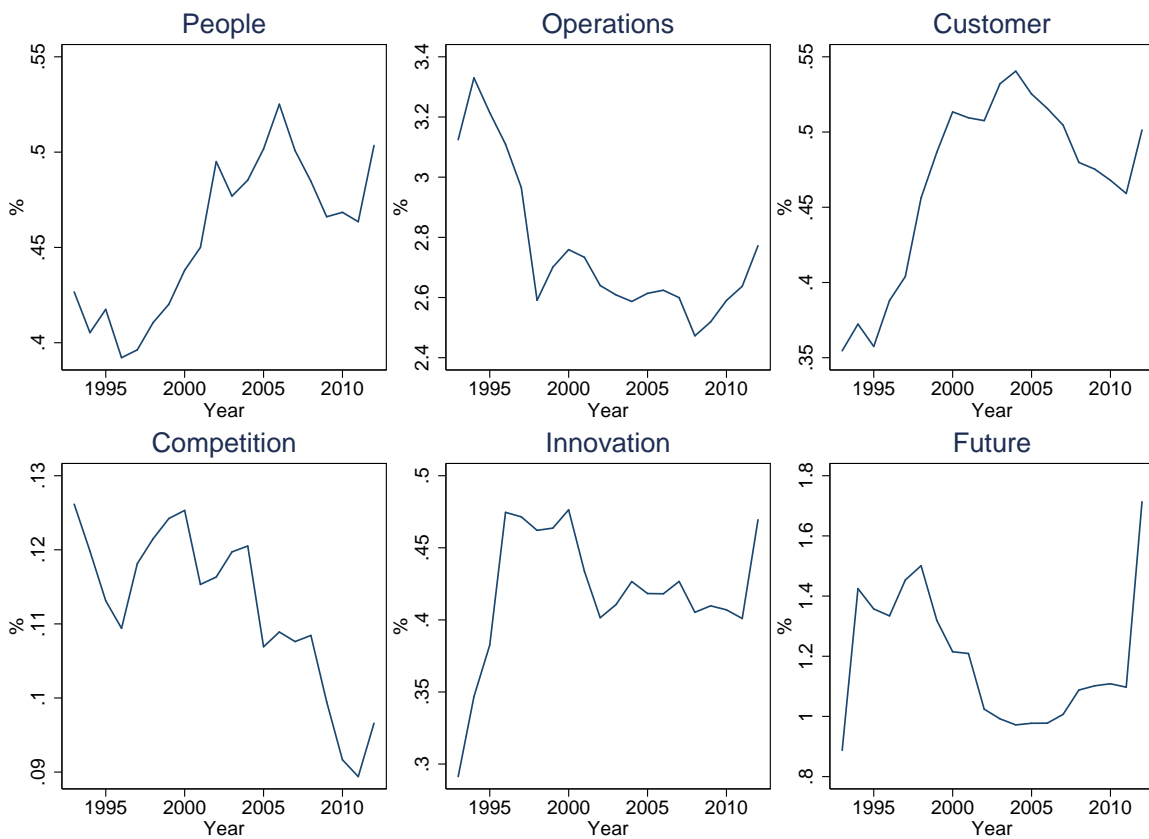 People
Operations
Customer
.55
.5
.45
.4
%
1995 2000 2005 2010
Year
3.4
3.2
3
2.8
2.6
2.4
%
1995 2000 2005 2010
Year
.55
.5
.45
.4
.35
%
1995 2000 2005 2010
Year
Competition
Innovation
Future
.13
.12
.11
.1
.09
%
1995 2000 2005 2010
Year
.5
.45
.4
.35
.3
%
1995 2000 2005 2010
Year
1.8
1.6
1.4
1.2
1
.8
%
1995 2000 2005 2010
Year